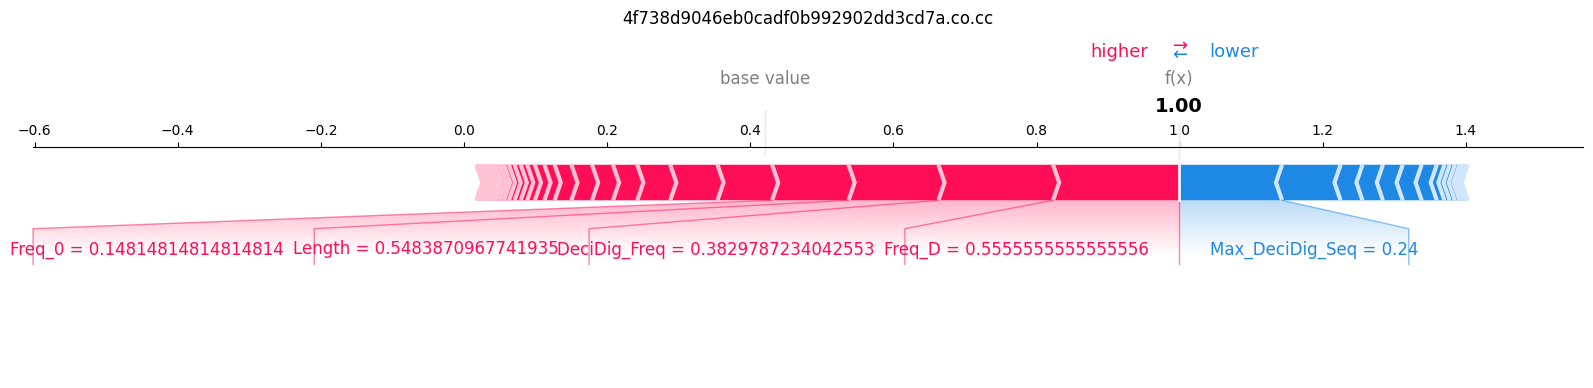 4f738d9046eb0cadf0b992902dd3cd7a.co.cc
higher ⇄ lower
base value f(x)
1.00
−0.6 −0.4 −0.2 0.0 0.2 0.4 0.6 0.8 1.0 1.2 1.4
Freq_0 = 0.14814814814814814 Length = 0.5483870967741935 DeciDig_Freq = 0.3829787234042553 Freq_D = 0.5555555555555556 Max_DeciDig_Seq = 0.24